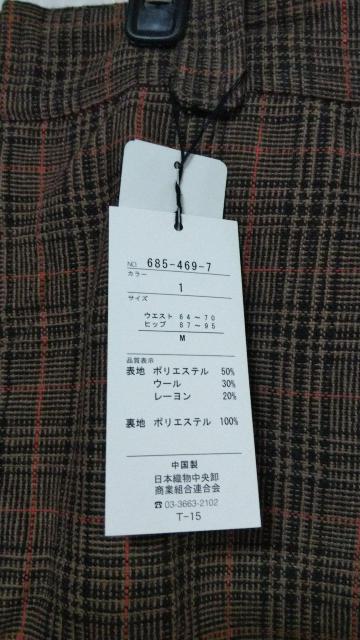 NO. 685-469-7
カラー
1
サイズ
ウエスト 64～70
ヒップ 87～95
M
品質表示
表地 ポリエステル 50%
ウール 30%
レーヨン 20%
裏地 ポリエステル 100%
中国製
日本織物中央卸
商業組合連合会
☎03-3663-2102
T-15